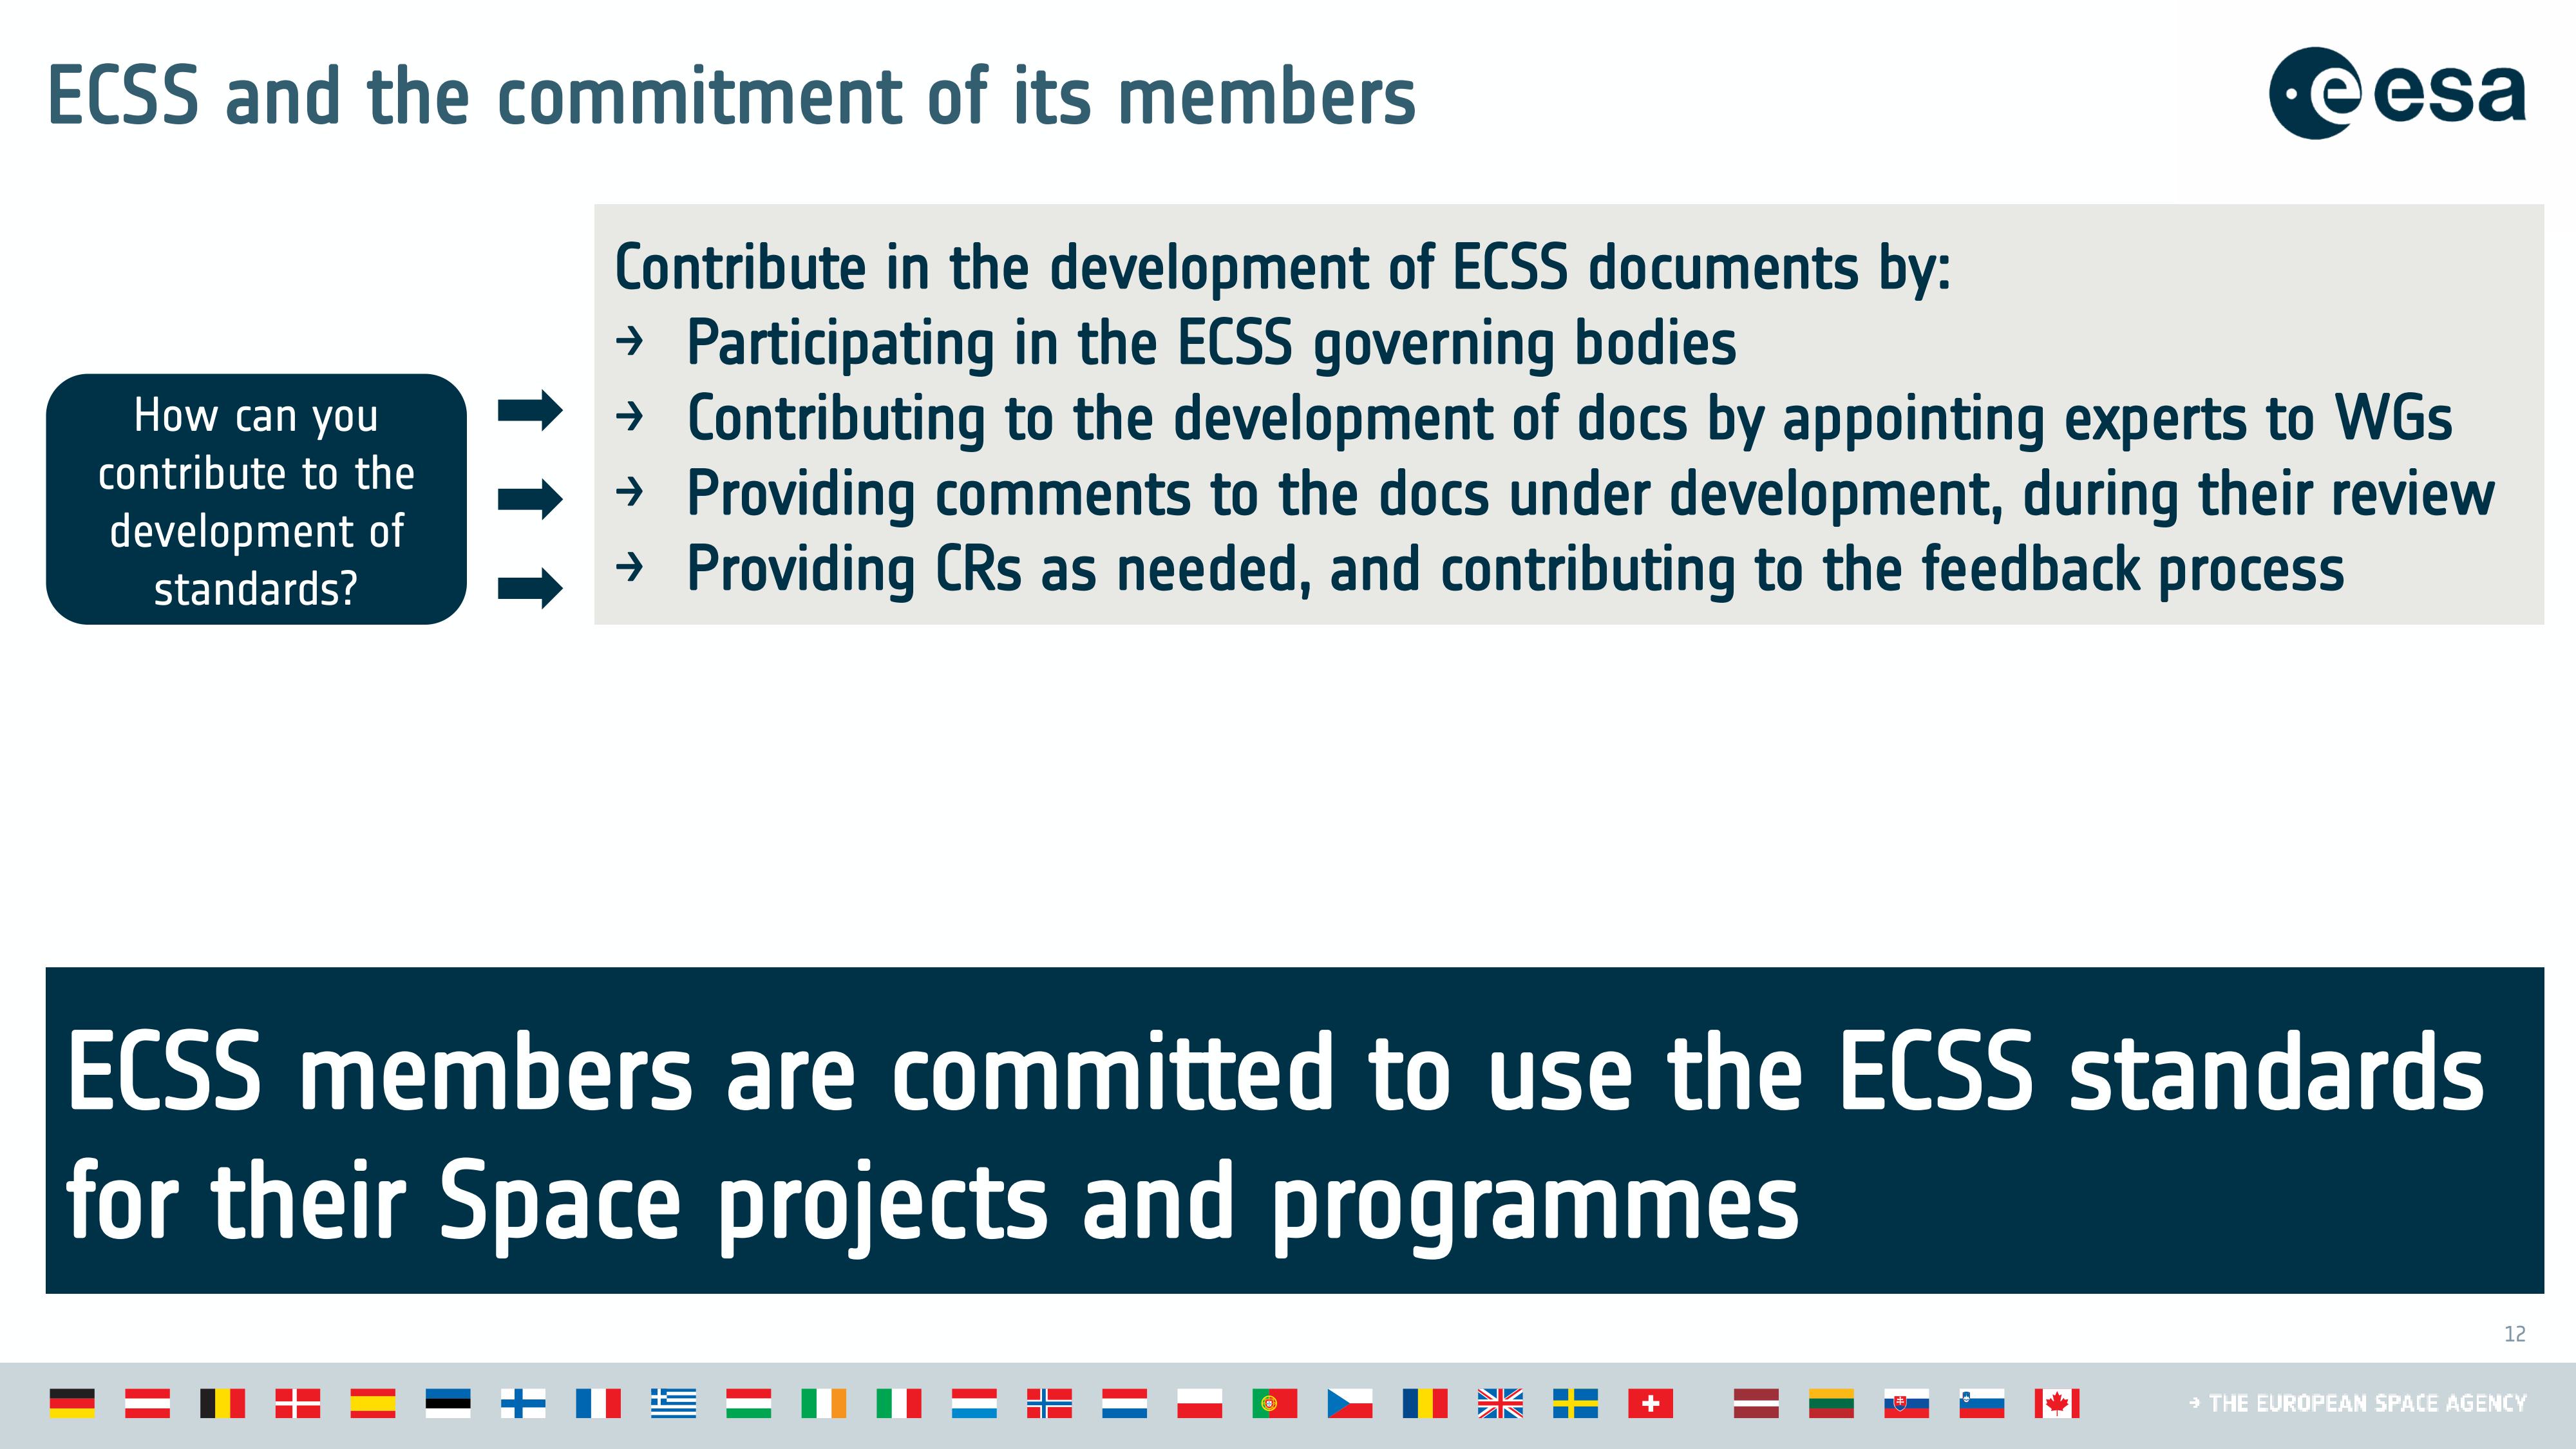 ECSS and the commitment of its members
esa
How can you
contribute to the
development of
standards?
Contribute in the development of ECSS documents by:
→ Participating in the ECSS governing bodies
→ Contributing to the development of docs by appointing experts to WGs
→ Providing comments to the docs under development, during their review
→ Providing CRs as needed, and contributing to the feedback process
ECSS members are committed to use the ECSS standards
for their Space projects and programmes
12
→ THE EUROPEAN SPACE AGENCY